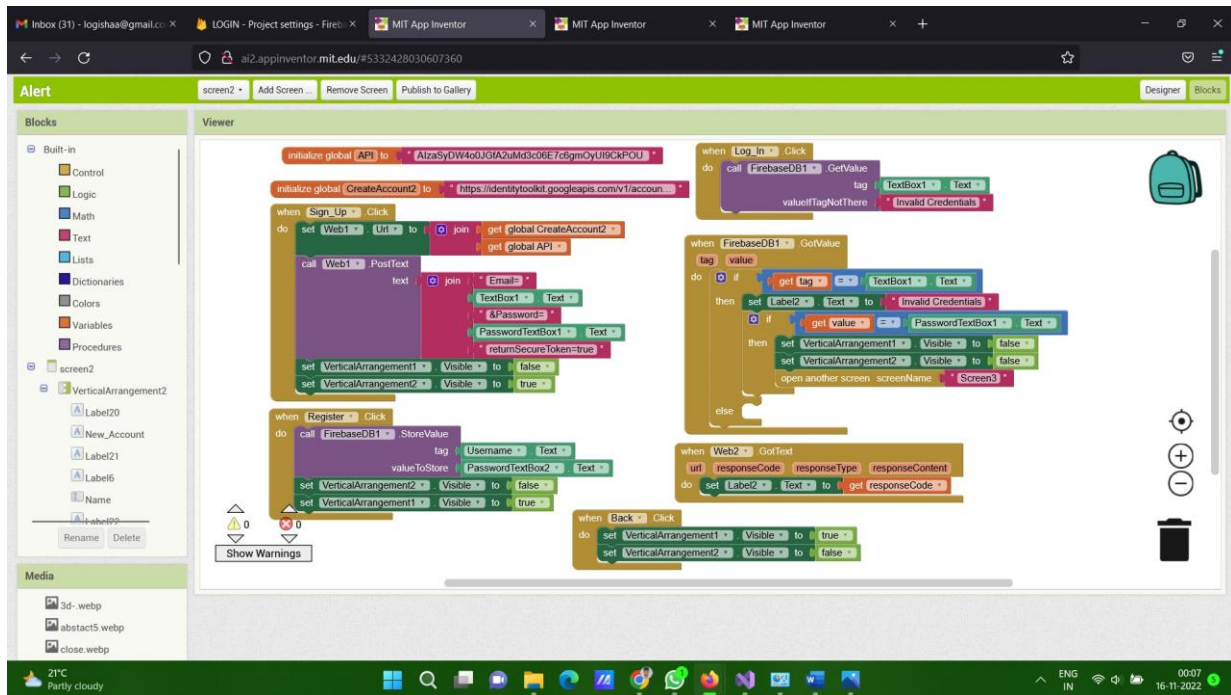 Inbox (31) - logishaa@gmail.co
LOGIN - Project settings - Fireb
MIT App Inventor
MIT App Inventor
MIT App Inventor
ai2.appinventor.mit.edu/#5332428030607360
Alert
screen2
Add Screen ...
Remove Screen
Publish to Gallery
Designer
Blocks
Blocks
Viewer
Built-in
Control
Logic
Math
Text
Lists
Dictionaries
Colors
Variables
Procedures
screen2
VerticalArrangement2
Label20
New_Account
Label21
Label6
Name
Rename Delete
Media
3d-.webp
abstact5.webp
close.webp
initialize global API to
initialize global CreateAccount2 to " https://identitytoolkit.googleapis.com/v1/accoun... "
when Sign_Up . Click
do set Web1 . Url to join get global CreateAccount2
get global API
call Web1 .PostText
text join " Email= "
TextBox1 . Text
" &Password= "
PasswordTextBox1 . Text
" returnSecureToken=true "
set VerticalArrangement1 . Visible to false
set VerticalArrangement2 . Visible to true
when Register . Click
do call FirebaseDB1 .StoreValue
tag Username . Text
valueToStore PasswordTextBox2 . Text
set VerticalArrangement2 . Visible to false
set VerticalArrangement1 . Visible to true
0
0
Show Warnings
when Log_In . Click
do call FirebaseDB1 .GetValue
tag TextBox1 . Text
valueIfTagNotThere " Invalid Credentials "
when FirebaseDB1 .GotValue
tag value
do if get tag = TextBox1 . Text
then set Label2 . Text to " Invalid Credentials "
if get value = PasswordTextBox1 . Text
then set VerticalArrangement1 . Visible to false
set VerticalArrangement2 . Visible to false
open another screen screenName " Screen3 "
else
when Web2 .GotText
url responseCode responseType responseContent
do set Label2 . Text to get responseCode
when Back . Click
do set VerticalArrangement1 . Visible to true
set VerticalArrangement2 . Visible to false
21°C
Partly cloudy
ENG
IN
00:07
16-11-2022
5